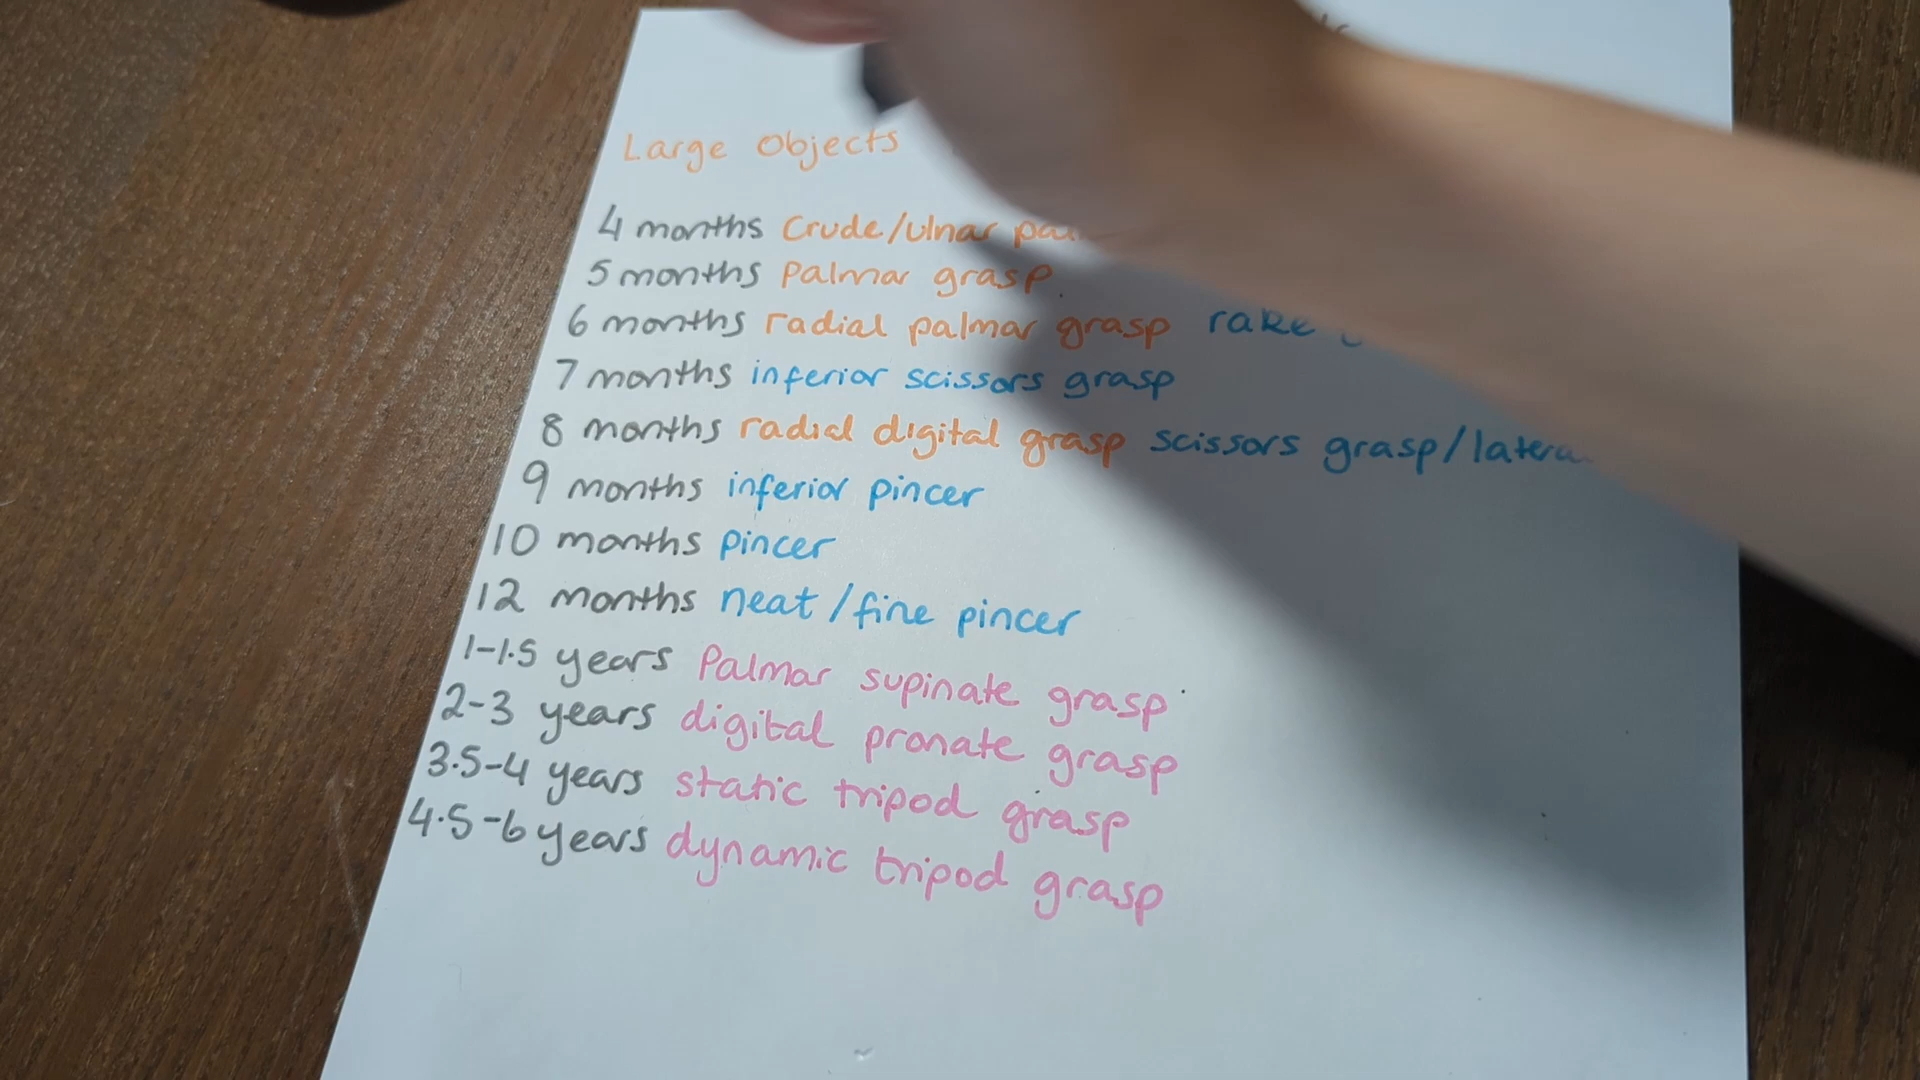 Large Objects
4 months Crude/ulnar
5 months Palmar grasp
6 months radial palmar grasp rake
7 months inferior scissors grasp
8 months radial digital grasp scissors grasp/
9 months inferior pincer
10 months pincer
12 months neat/fine pincer
1-1.5 years Palmar supinate grasp
2-3 years digital pronate grasp
3.5-4 years static tripod grasp
4.5-6 years dynamic tripod grasp